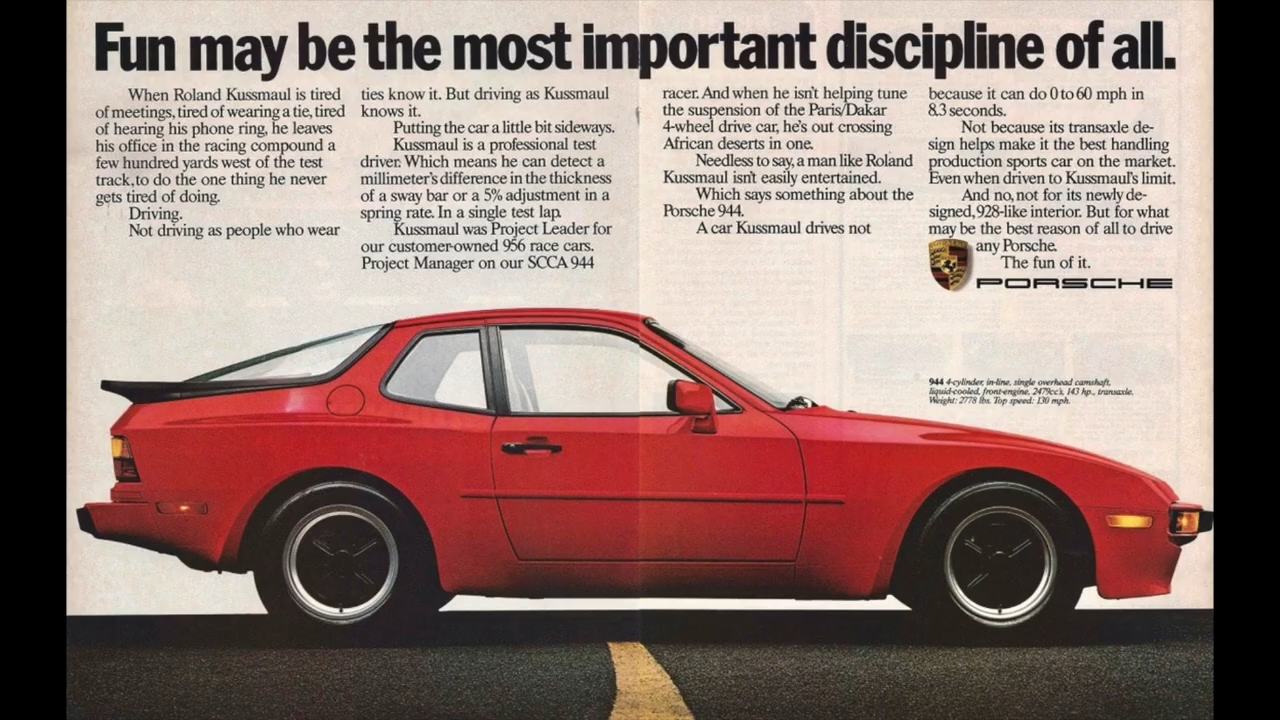 Fun may be the most important discipline of all.
When Roland Kussmaul is tired
of meetings, tired of wearing a tie, tired
of hearing his phone ring, he leaves
his office in the racing compound a
few hundred yards west of the test
track, to do the one thing he never
gets tired of doing.
Driving.
Not driving as people who wear
ties know it. But driving as Kussmaul
knows it.
Putting the car a little bit sideways.
Kussmaul is a professional test
driver. Which means he can detect a
millimeter's difference in the thickness
of a sway bar or a 5% adjustment in a
spring rate. In a single test lap.
Kussmaul was Project Leader for
our customer-owned 956 race cars.
Project Manager on our SCCA 944
racer. And when he isn't helping tune
the suspension of the Paris/Dakar
4-wheel drive car, he's out crossing
African deserts in one.
Needless to say, a man like Roland
Kussmaul isn't easily entertained.
Which says something about the
Porsche 944.
A car Kussmaul drives not
because it can do 0 to 60 mph in
8.3 seconds.
Not because its transaxle de-
sign helps make it the best handling
production sports car on the market.
Even when driven to Kussmaul's limit.
And no, not for its newly de-
signed, 928-like interior. But for what
may be the best reason of all to drive
any Porsche.
The fun of it.
PORSCHE
944 4-cylinder, in-line, single overhead camshaft,
liquid-cooled, front-engine, 2479cc's, 143 hp., transaxle.
Weight: 2778 lbs. Top speed: 130 mph.